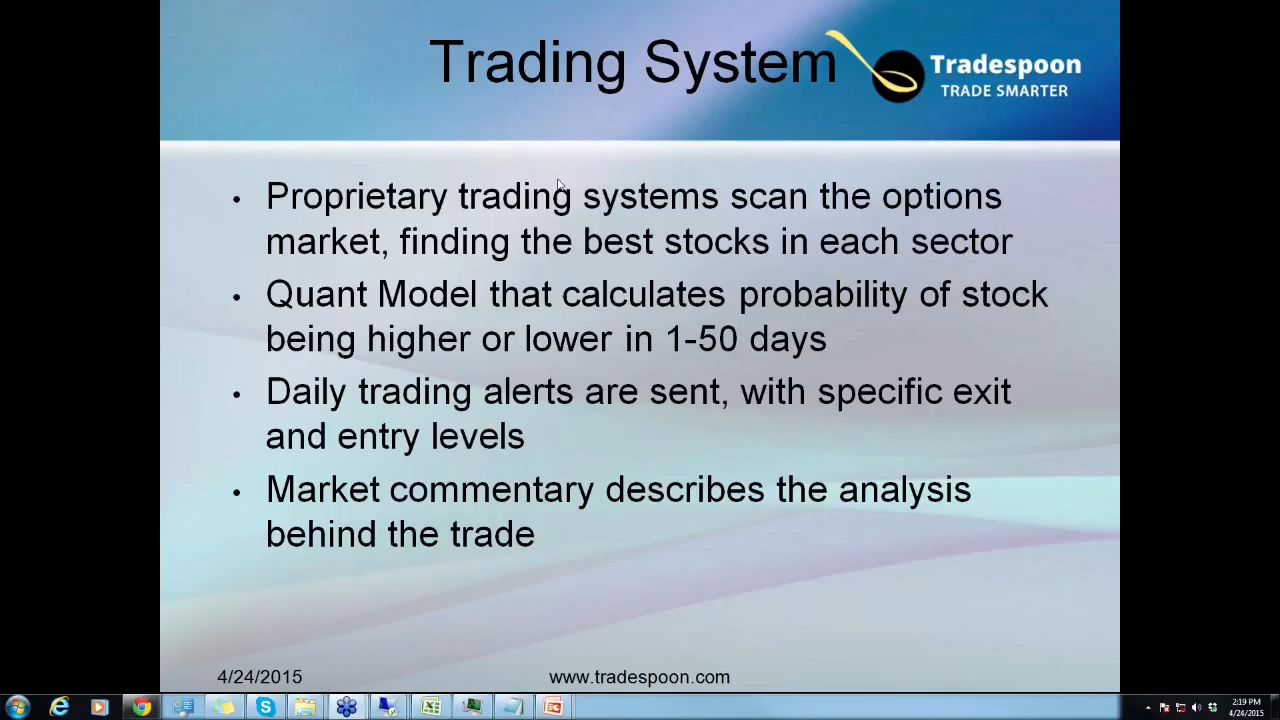 Trading System
Tradespoon
TRADE SMARTER
• Proprietary trading systems scan the options
market, finding the best stocks in each sector
• Quant Model that calculates probability of stock
being higher or lower in 1-50 days
• Daily trading alerts are sent, with specific exit
and entry levels
• Market commentary describes the analysis
behind the trade
4/24/2015
www.tradespoon.com
2:19 PM
4/24/2015